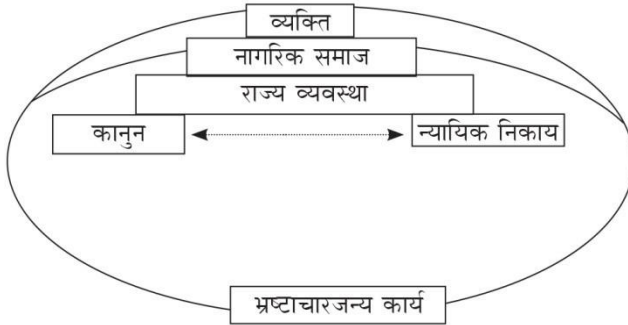 व्यक्ति
नागरिक समाज
राज्य व्यवस्था
कानुन
न्यायिक निकाय
भ्रष्टाचारजन्य कार्य